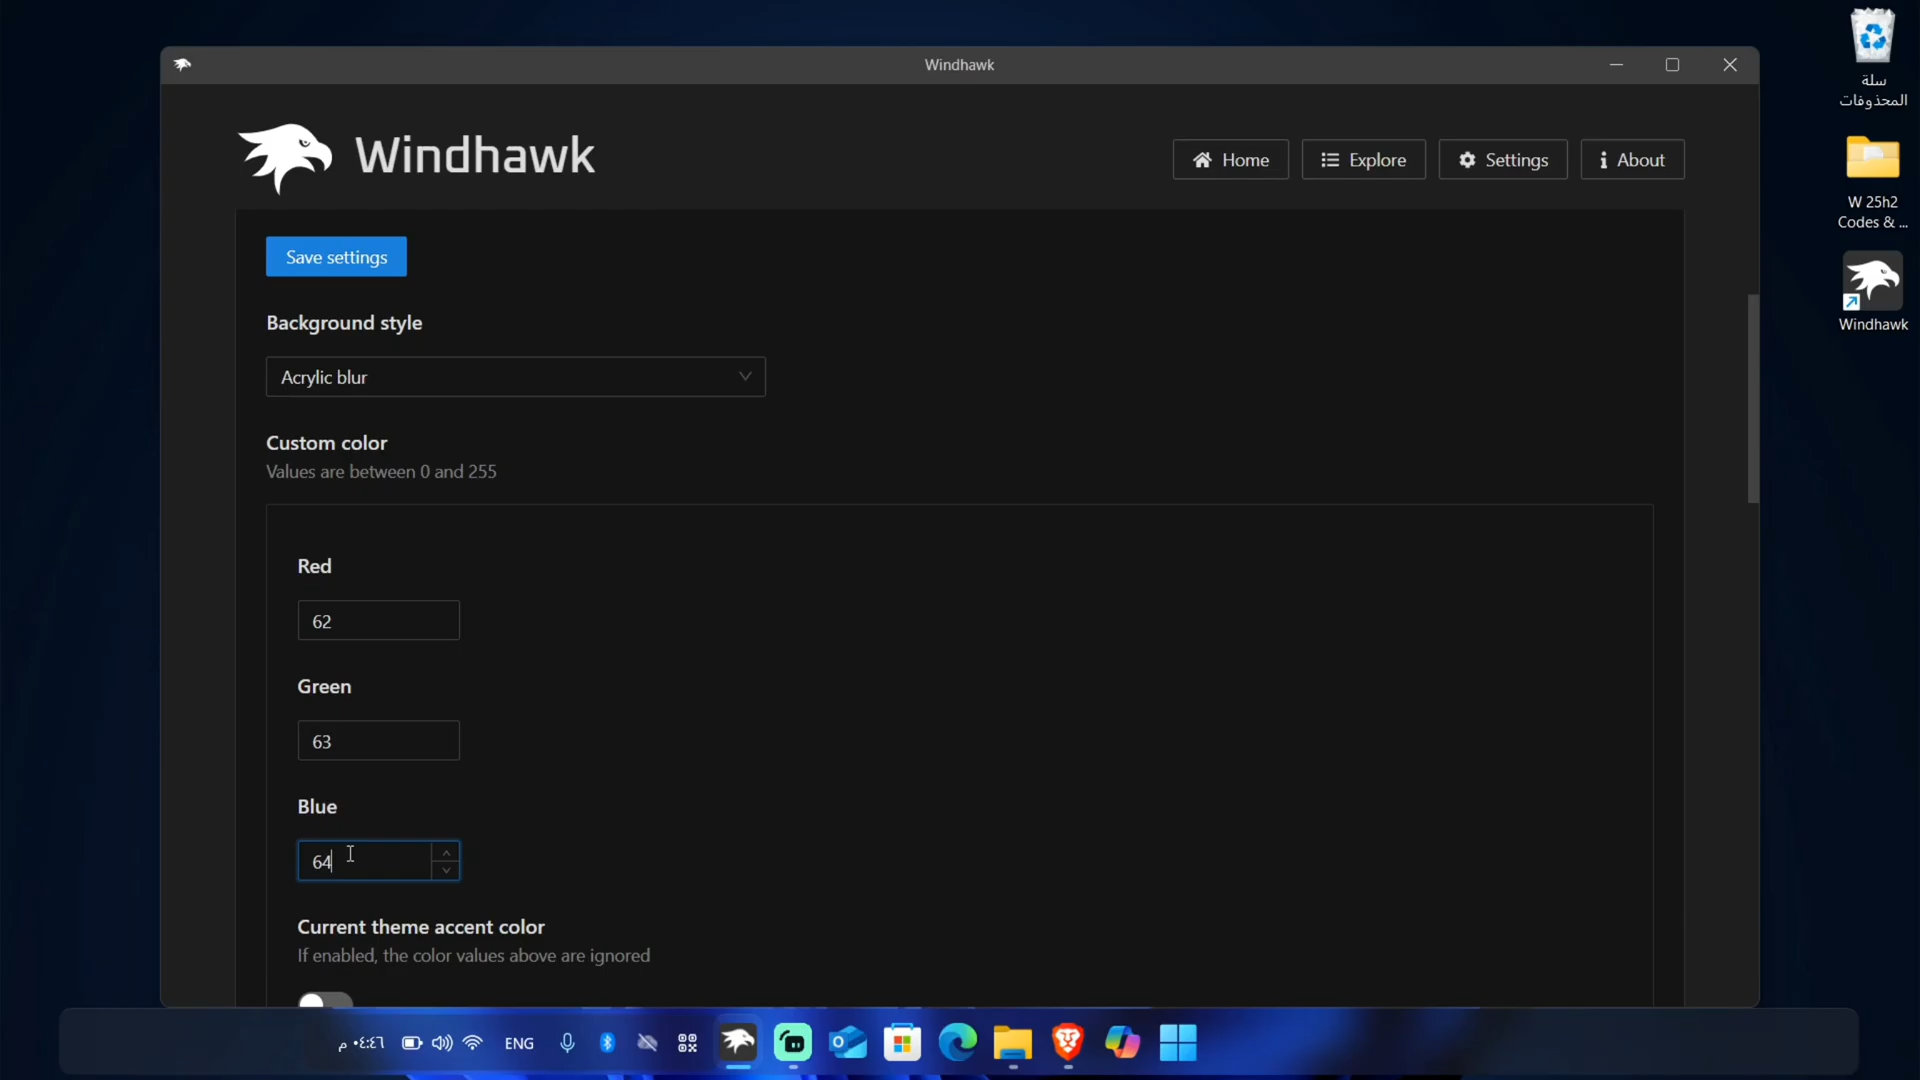 Windhawk
Windhawk
Home
Explore
Settings
About
Save settings
Background style
Acrylic blur
Custom color
Values are between 0 and 255
Red
62
Green
63
Blue
64
Current theme accent color
If enabled, the color values above are ignored
سلة
المحذوفات
W 25h2
Codes & ...
Windhawk
٠٤:٤٦ م
ENG